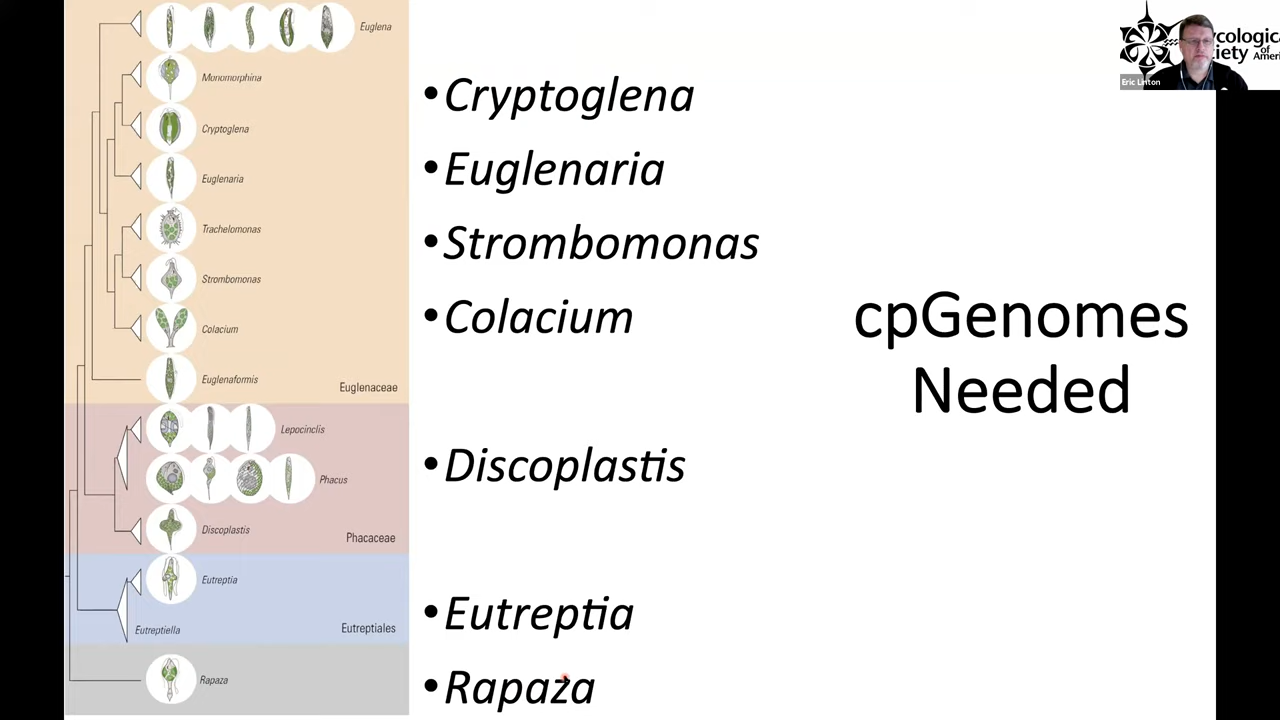 Euglena
Monomorphina
Cryptoglena
Euglenaria
Trachelomonas
Strombomonas
Colacium
Euglenaformis
Euglenaceae
Lepocinclis
Phacus
Discoplastis
Phacaceae
Eutreptia
Eutreptiella
Eutreptiales
Rapaza
•Cryptoglena
•Euglenaria
•Strombomonas
•Colacium
•Discoplastis
•Eutreptia
•Rapaza
cpGenomes
Needed
Eric Linton
of